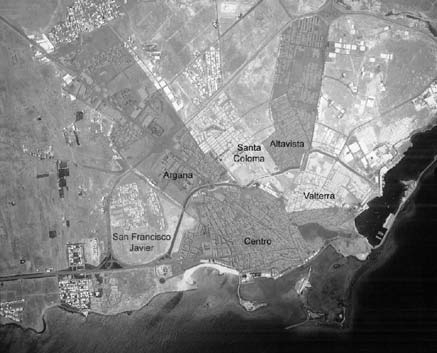 Santa
Coloma
Altavista
Argana
Valterra
San Francisco
Javier
Centro